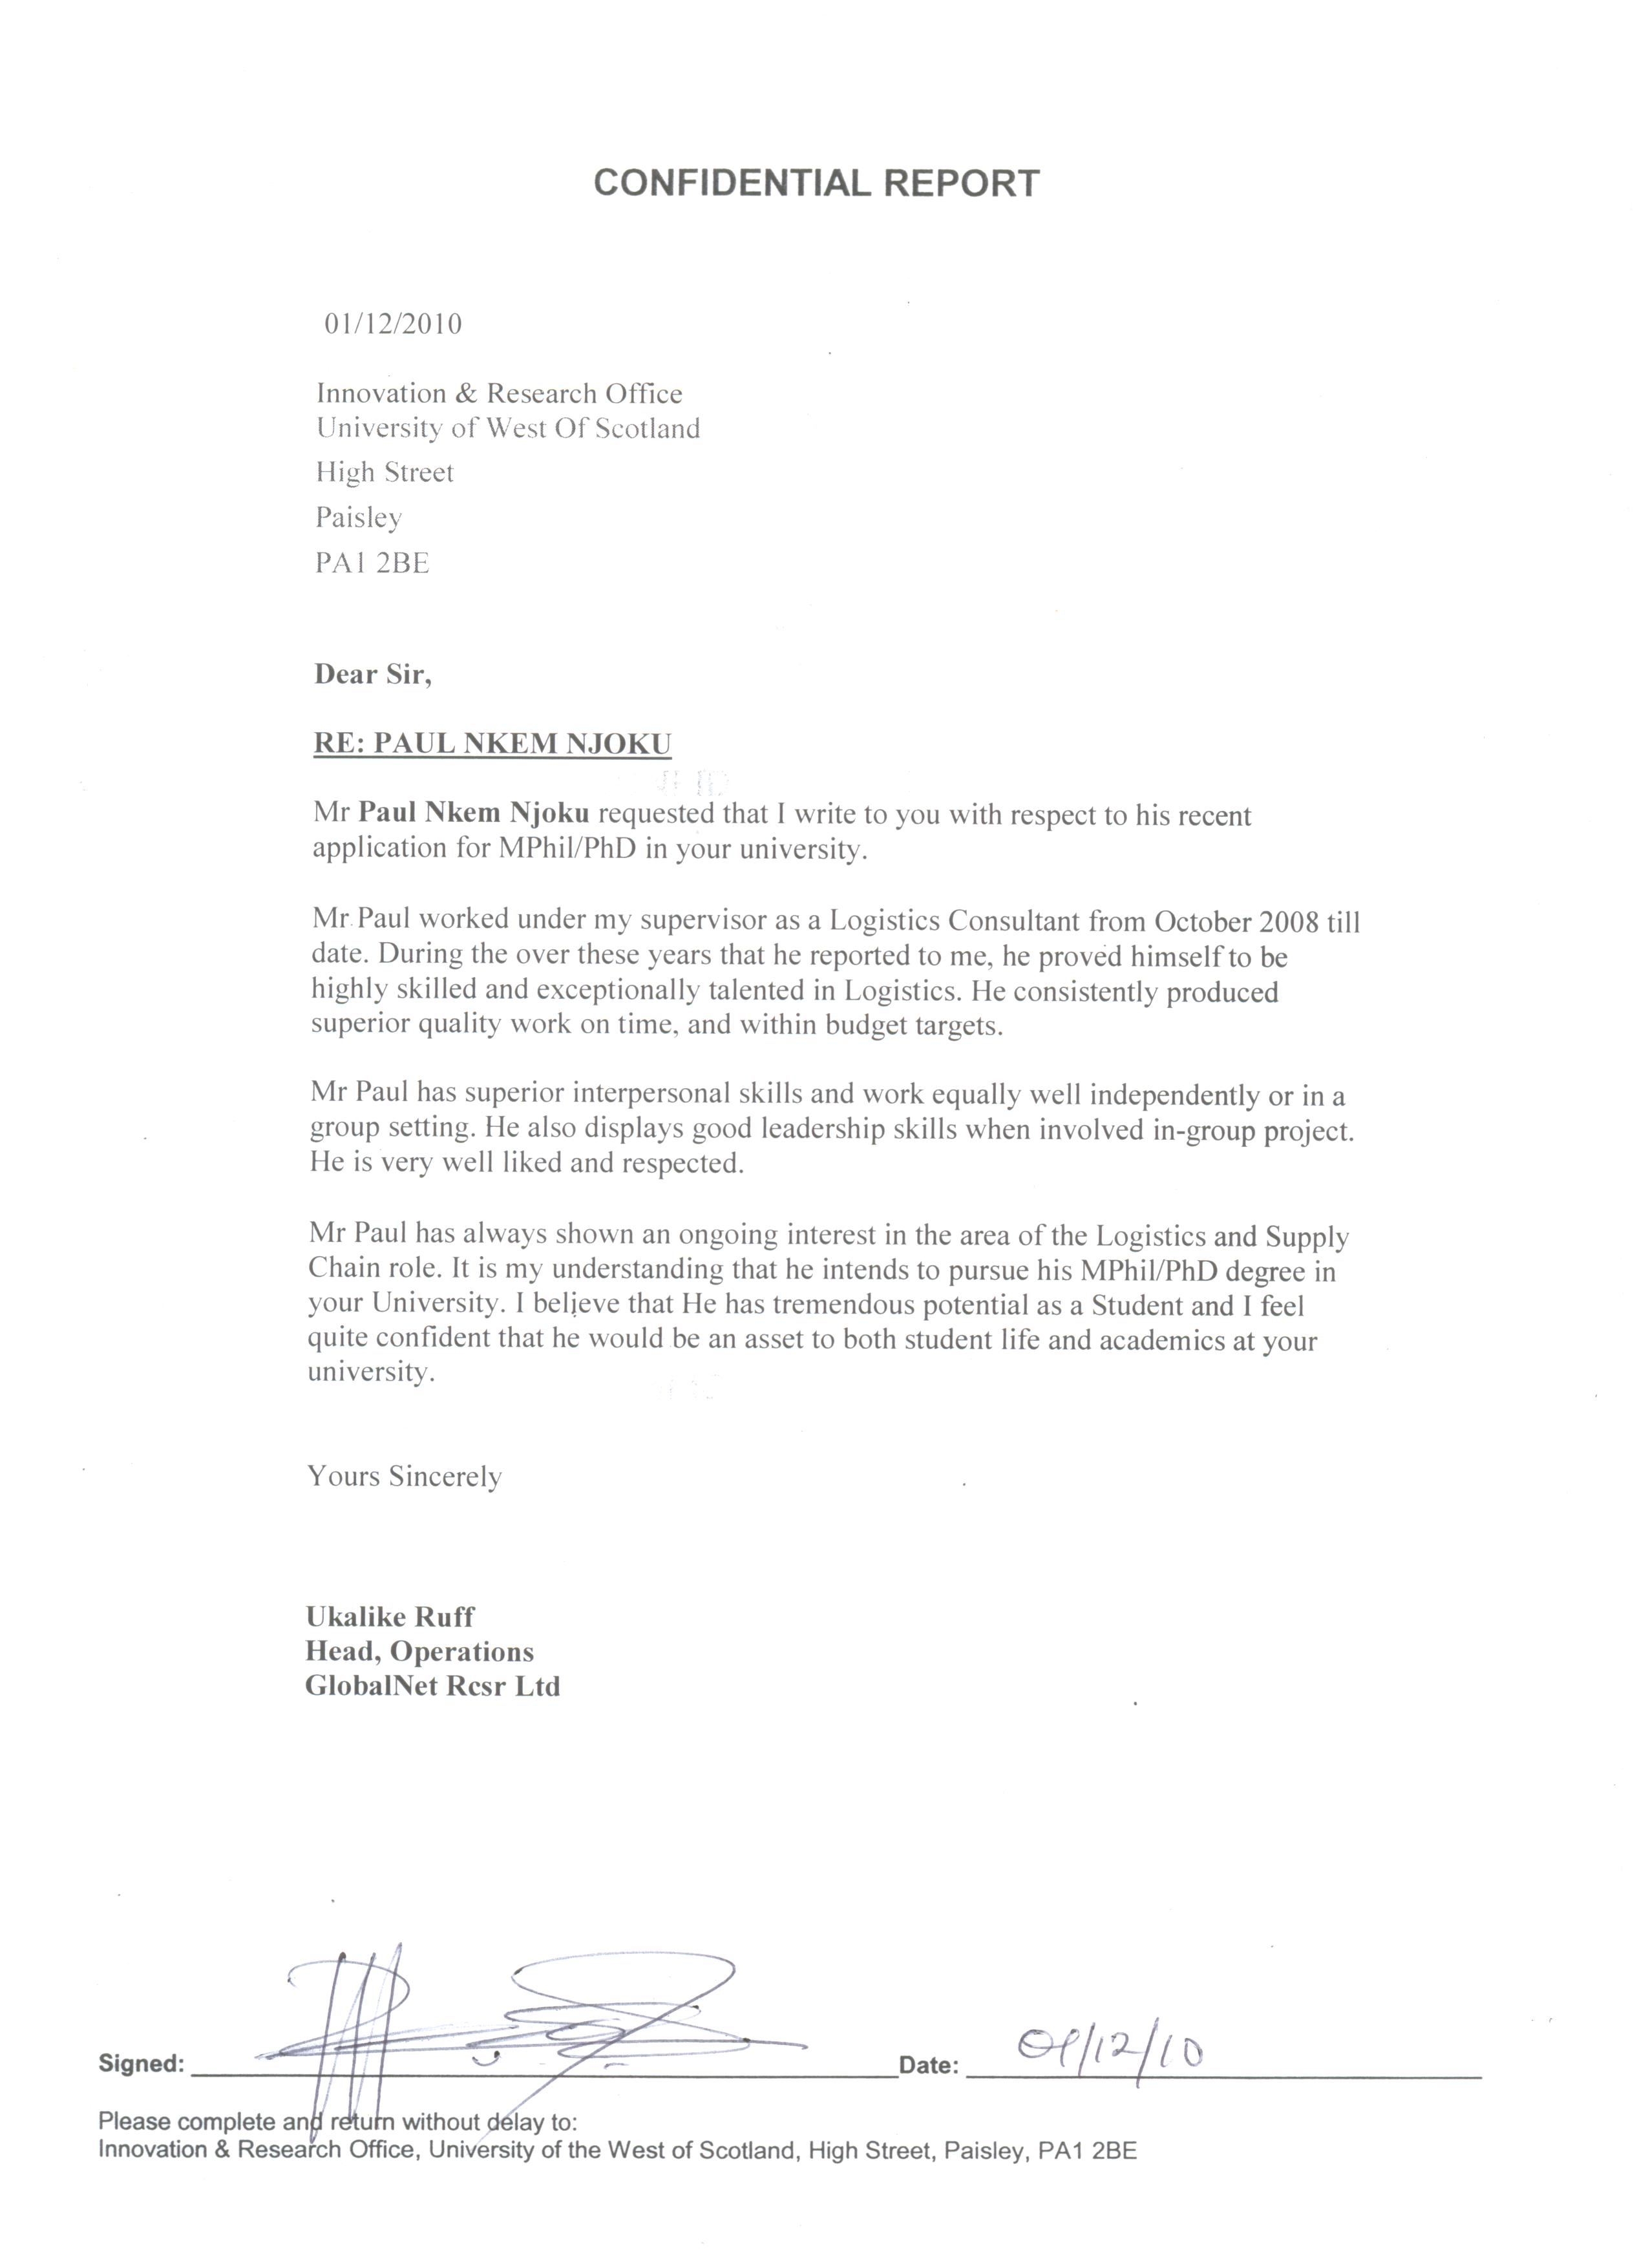 CONFIDENTIAL REPORT
01/12/2010
Innovation & Research Office
University of West Of Scotland
High Street
Paisley
PA1 2BE
Dear Sir,
RE: PAUL NKEM NJOKU
Mr Paul Nkem Njoku requested that I write to you with respect to his recent
application for MPhil/PhD in your university.
Mr Paul worked under my supervisor as a Logistics Consultant from October 2008 till
date. During the over these years that he reported to me, he proved himself to be
highly skilled and exceptionally talented in Logistics. He consistently produced
superior quality work on time, and within budget targets.
Mr Paul has superior interpersonal skills and work equally well independently or in a
group setting. He also displays good leadership skills when involved in-group project.
He is very well liked and respected.
Mr Paul has always shown an ongoing interest in the area of the Logistics and Supply
Chain role. It is my understanding that he intends to pursue his MPhil/PhD degree in
your University. I believe that He has tremendous potential as a Student and I feel
quite confident that he would be an asset to both student life and academics at your
university.
Yours Sincerely
Ukalike Ruff
Head, Operations
GlobalNet Rcsr Ltd
Signed: Date: 01/12/10
Please complete and return without delay to:
Innovation & Research Office, University of the West of Scotland, High Street, Paisley, PA1 2BE